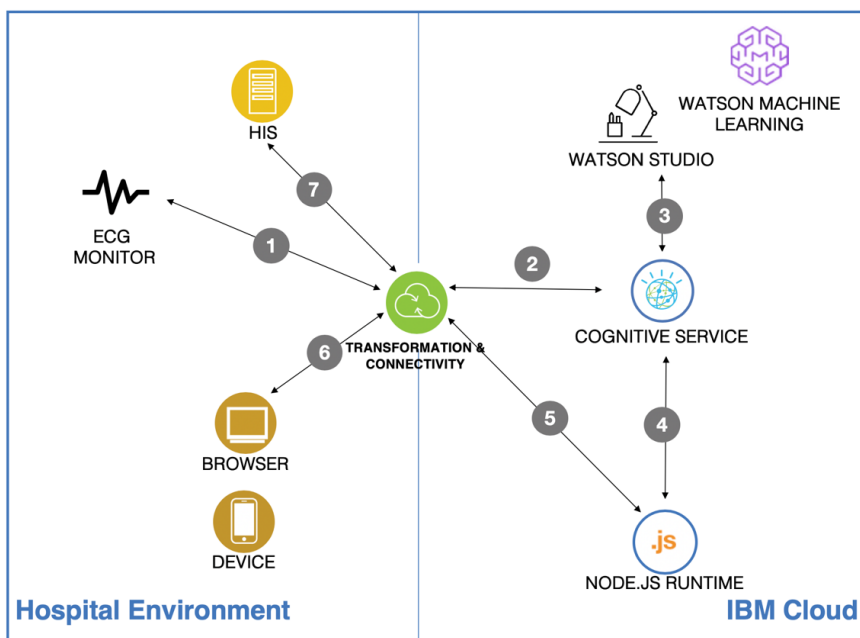 WATSON MACHINE
LEARNING
HIS
WATSON STUDIO
7
3
ECG
MONITOR
1
2
COGNITIVE SERVICE
TRANSFORMATION &
CONNECTIVITY
6
5
4
BROWSER
.js
DEVICE
NODE.JS RUNTIME
Hospital Environment
IBM Cloud